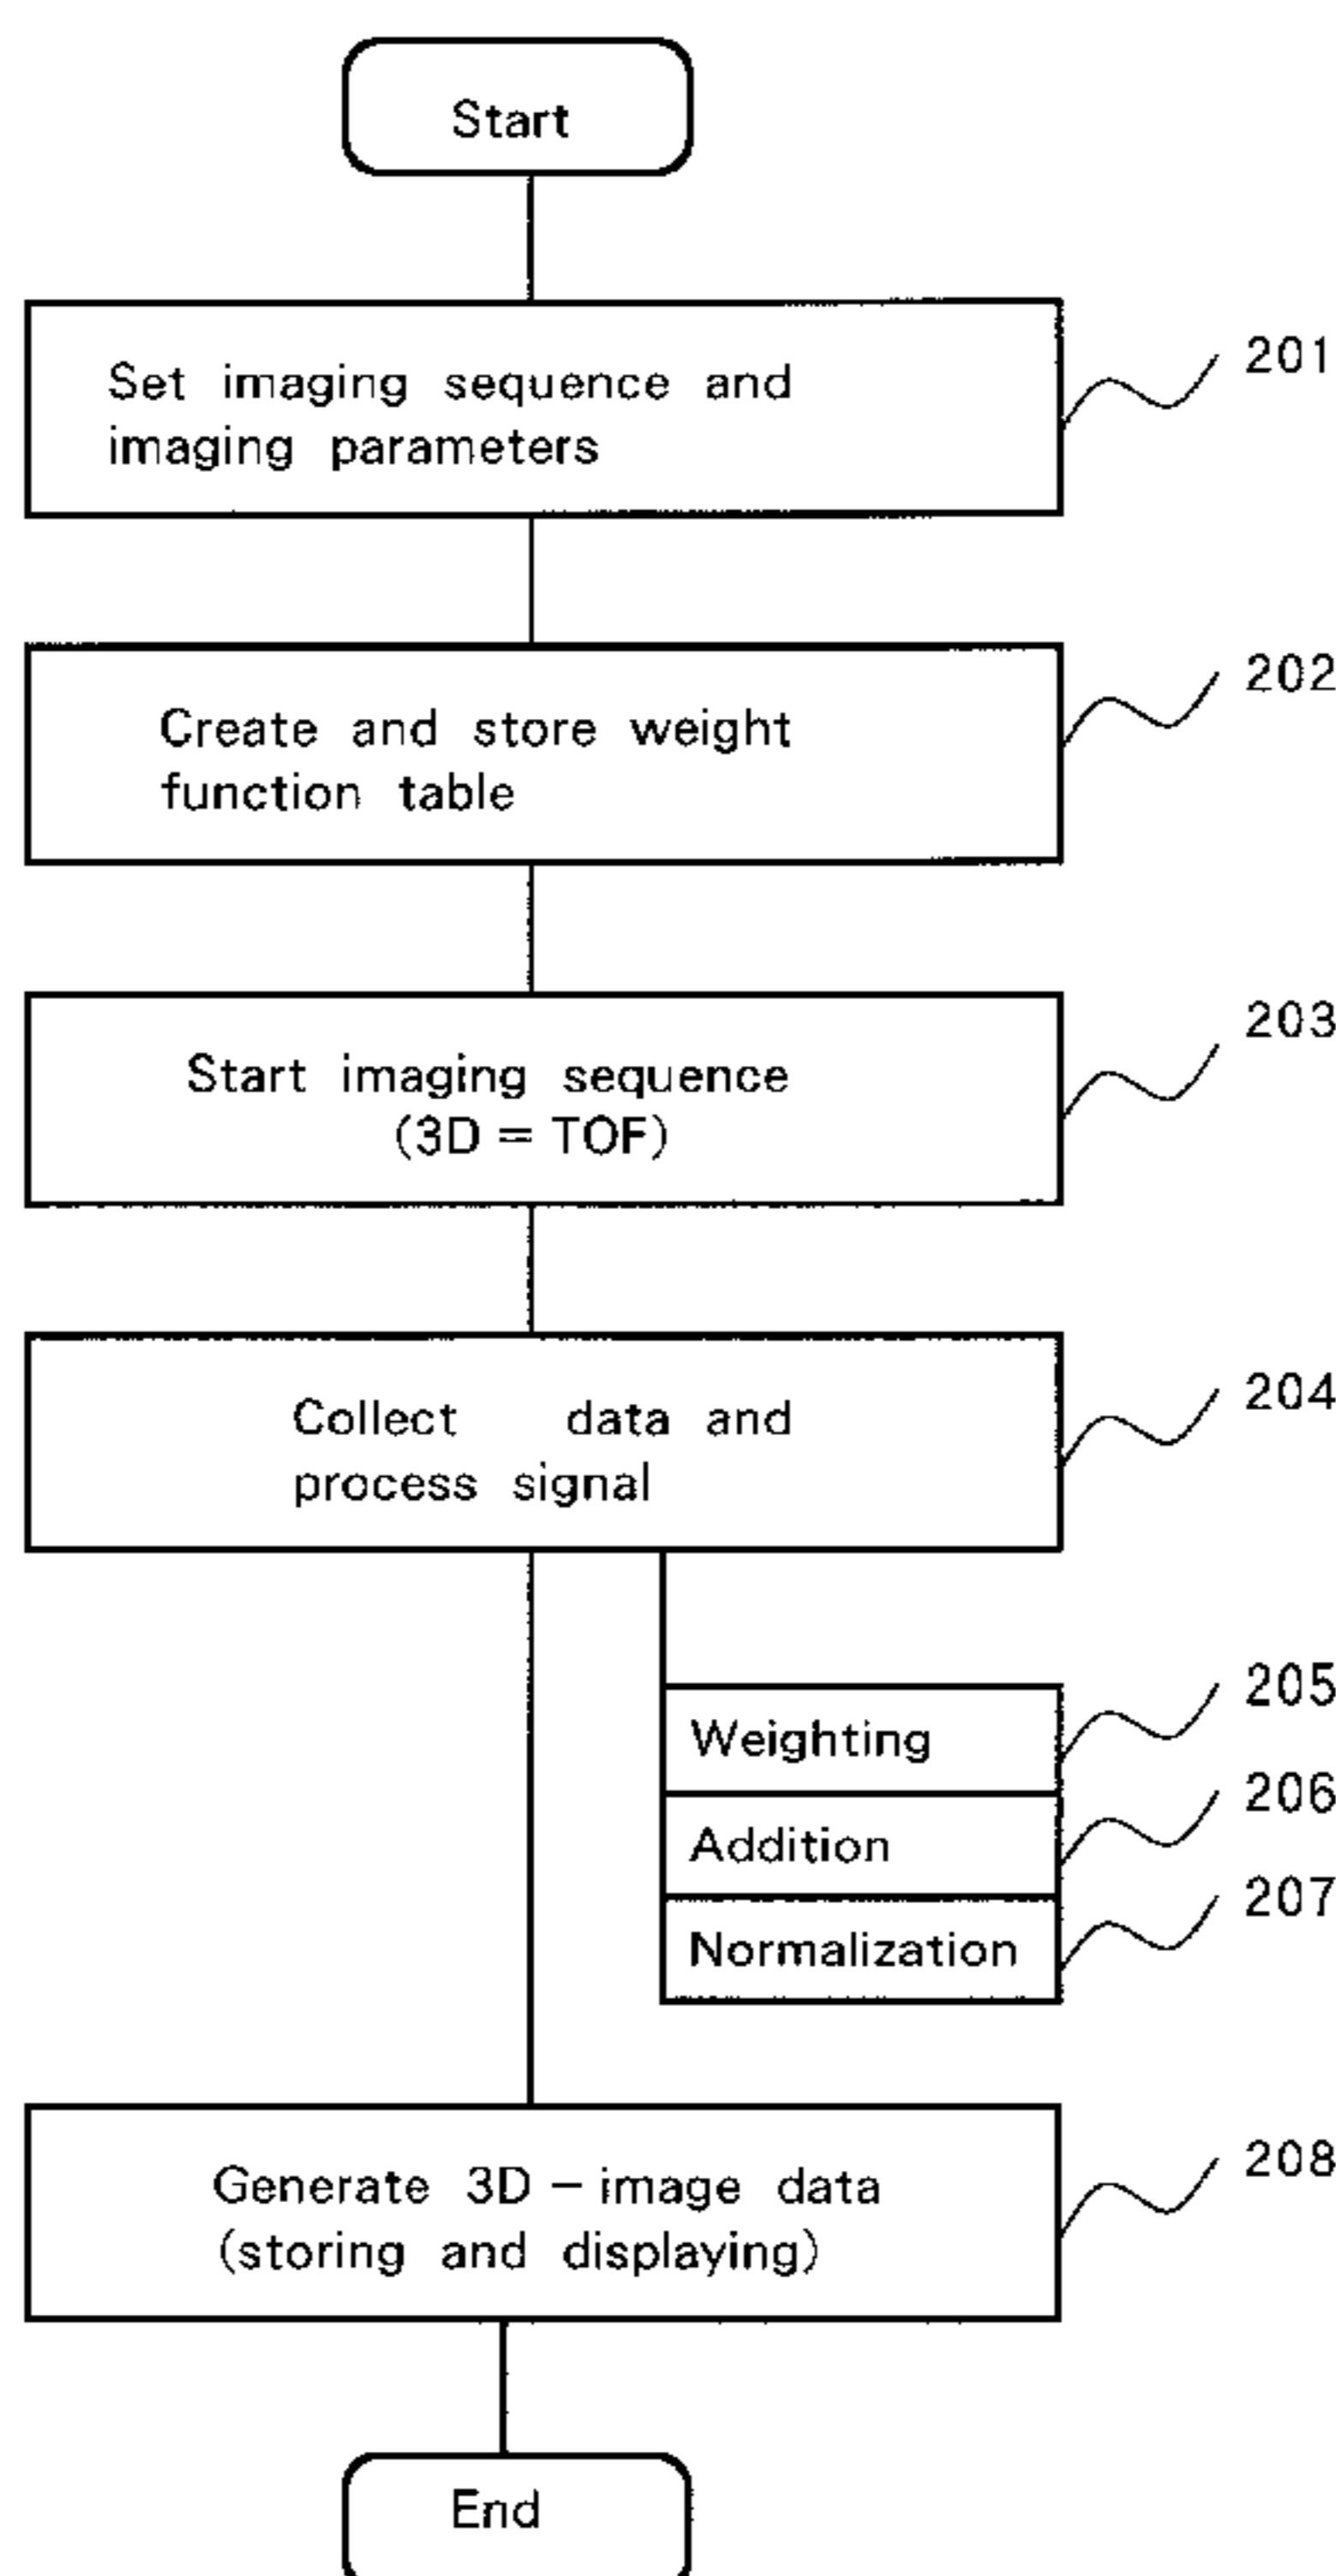 Start
Set imaging sequence and
imaging parameters
201
Create and store weight
function table
202
Start imaging sequence
(3D = TOF)
203
Collect data and
process signal
204
Weighting
205
Addition
206
Normalization
207
Generate 3D - image data
(storing and displaying)
208
End